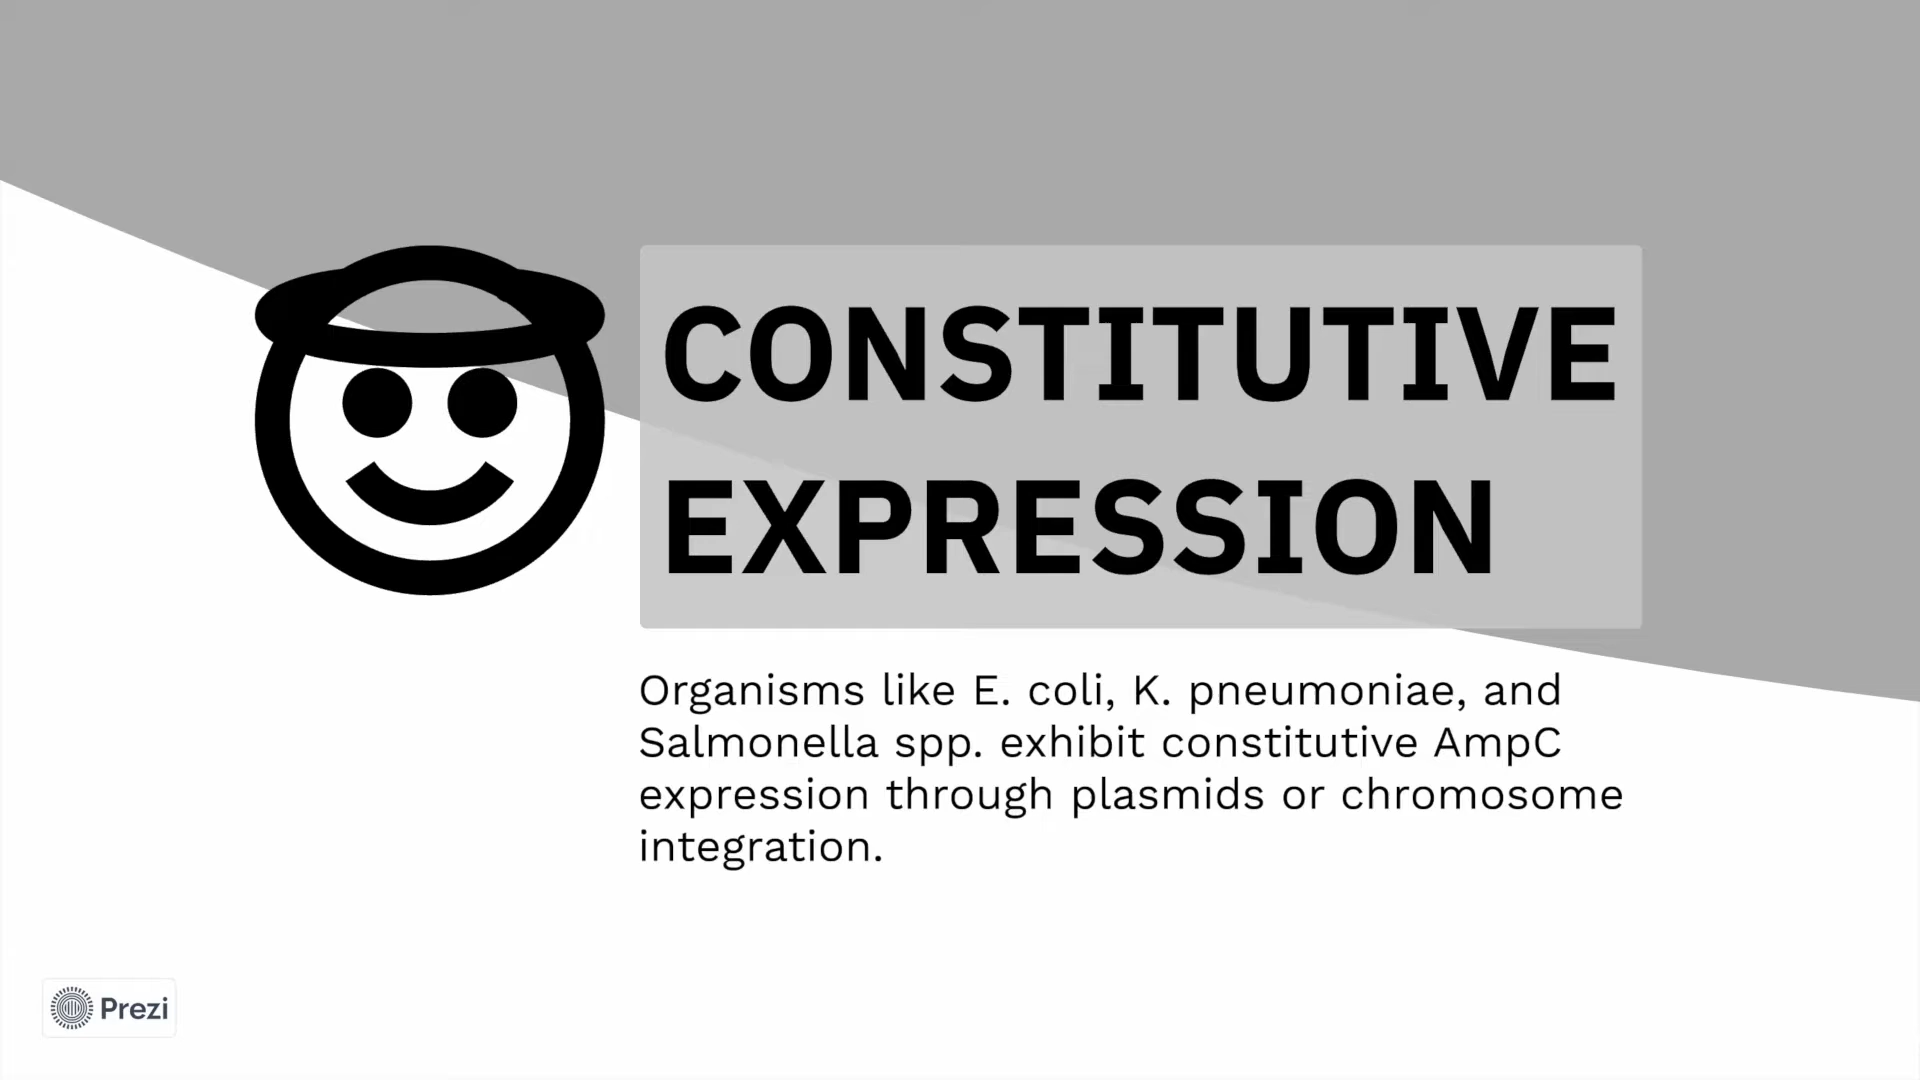 CONSTITUTIVE
EXPRESSION
Organisms like E. coli, K. pneumoniae, and
Salmonella spp. exhibit constitutive AmpC
expression through plasmids or chromosome
integration.
Prezi